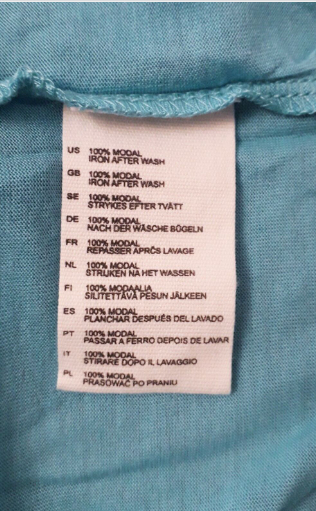 US 100% MODAL
IRON AFTER WASH
GB 100% MODAL
IRON AFTER WASH
SE 100% MODAL
STRYKES EFTER TVÄTT
DE 100% MODAL
NACH DER WÄSCHE BÜGELN
FR 100% MODAL
REPASSER APRČS LAVAGE
NL 100% MODAL
STRIJKEN NA HET WASSEN
FI 100% MODAALIA
SILITETTÄVÄ PESUN JÄLKEEN
ES 100% MODAL
PLANCHAR DESPUÉS DEL LAVADO
PT 100% MODAL
PASSAR A FERRO DEPOIS DE LAVAR
IT 100% MODAL
STIRARE DOPO IL LAVAGGIO
PL 100% MODAL
PRASOWAĆ PO PRANIU